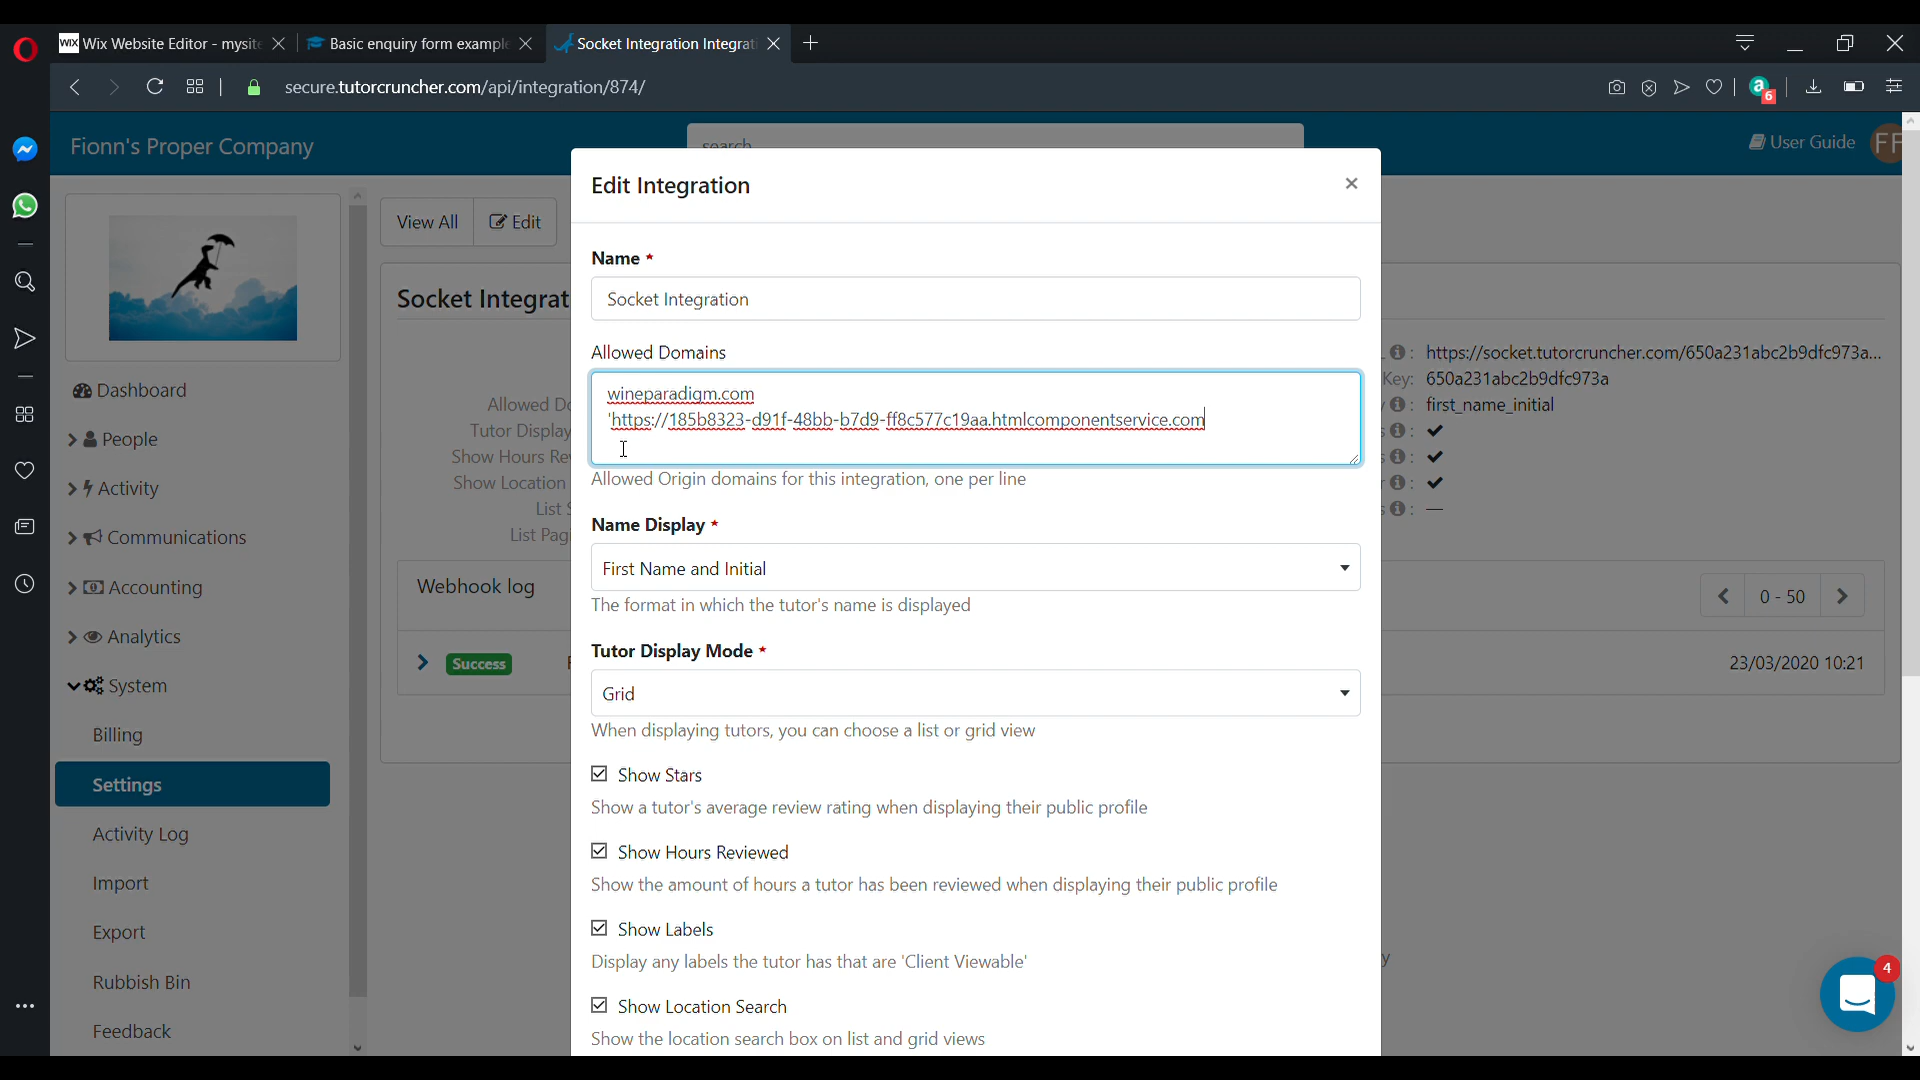 WIX Wix Website Editor - mysite
Basic enquiry form example
Socket Integration Integrat
secure.tutorcruncher.com/api/integration/874/
a 6
Fionn's Proper Company
search
User Guide
FF
View All
Edit
Socket Integrat
Allowed Do
Tutor Display
Show Hours Re
Show Location
List S
List Pag
https://socket.tutorcruncher.com/650a231abc2b9dfc973a...
Key: 650a231abc2b9dfc973a
first_name_initial
Webhook log
0 - 50
Success
23/03/2020 10:21
Dashboard
People
Activity
Communications
Accounting
Analytics
System
Billing
Settings
Activity Log
Import
Export
Rubbish Bin
Feedback
Edit Integration
Name *
Socket Integration
Allowed Domains
wineparadigm.com
'https://185b8323-d91f-48bb-b7d9-ff8c577c19aa.htmlcomponentservice.com
Allowed Origin domains for this integration, one per line
Name Display *
First Name and Initial
The format in which the tutor's name is displayed
Tutor Display Mode *
Grid
When displaying tutors, you can choose a list or grid view
Show Stars
Show a tutor's average review rating when displaying their public profile
Show Hours Reviewed
Show the amount of hours a tutor has been reviewed when displaying their public profile
Show Labels
Display any labels the tutor has that are 'Client Viewable'
Show Location Search
Show the location search box on list and grid views
4